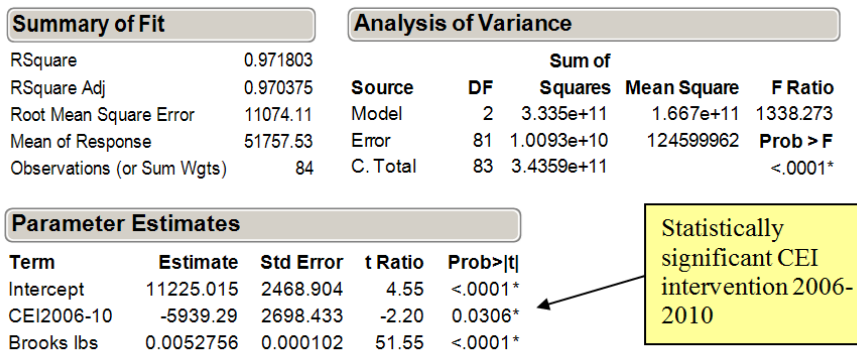 Summary of Fit
RSquare 0.971803
RSquare Adj 0.970375
Root Mean Square Error 11074.11
Mean of Response 51757.53
Observations (or Sum Wgts) 84
Analysis of Variance
Sum of
Source DF Squares Mean Square F Ratio
Model 2 3.335e+11 1.667e+11 1338.273
Error 81 1.0093e+10 124599962 Prob > F
C. Total 83 3.4359e+11 <.0001*
Parameter Estimates
Term Estimate Std Error t Ratio Prob>|t|
Intercept 11225.015 2468.904 4.55 <.0001*
CEI2006-10 -5939.29 2698.433 -2.20 0.0306*
Brooks lbs 0.0052756 0.000102 51.55 <.0001*
Statistically
significant CEI
intervention 2006-
2010